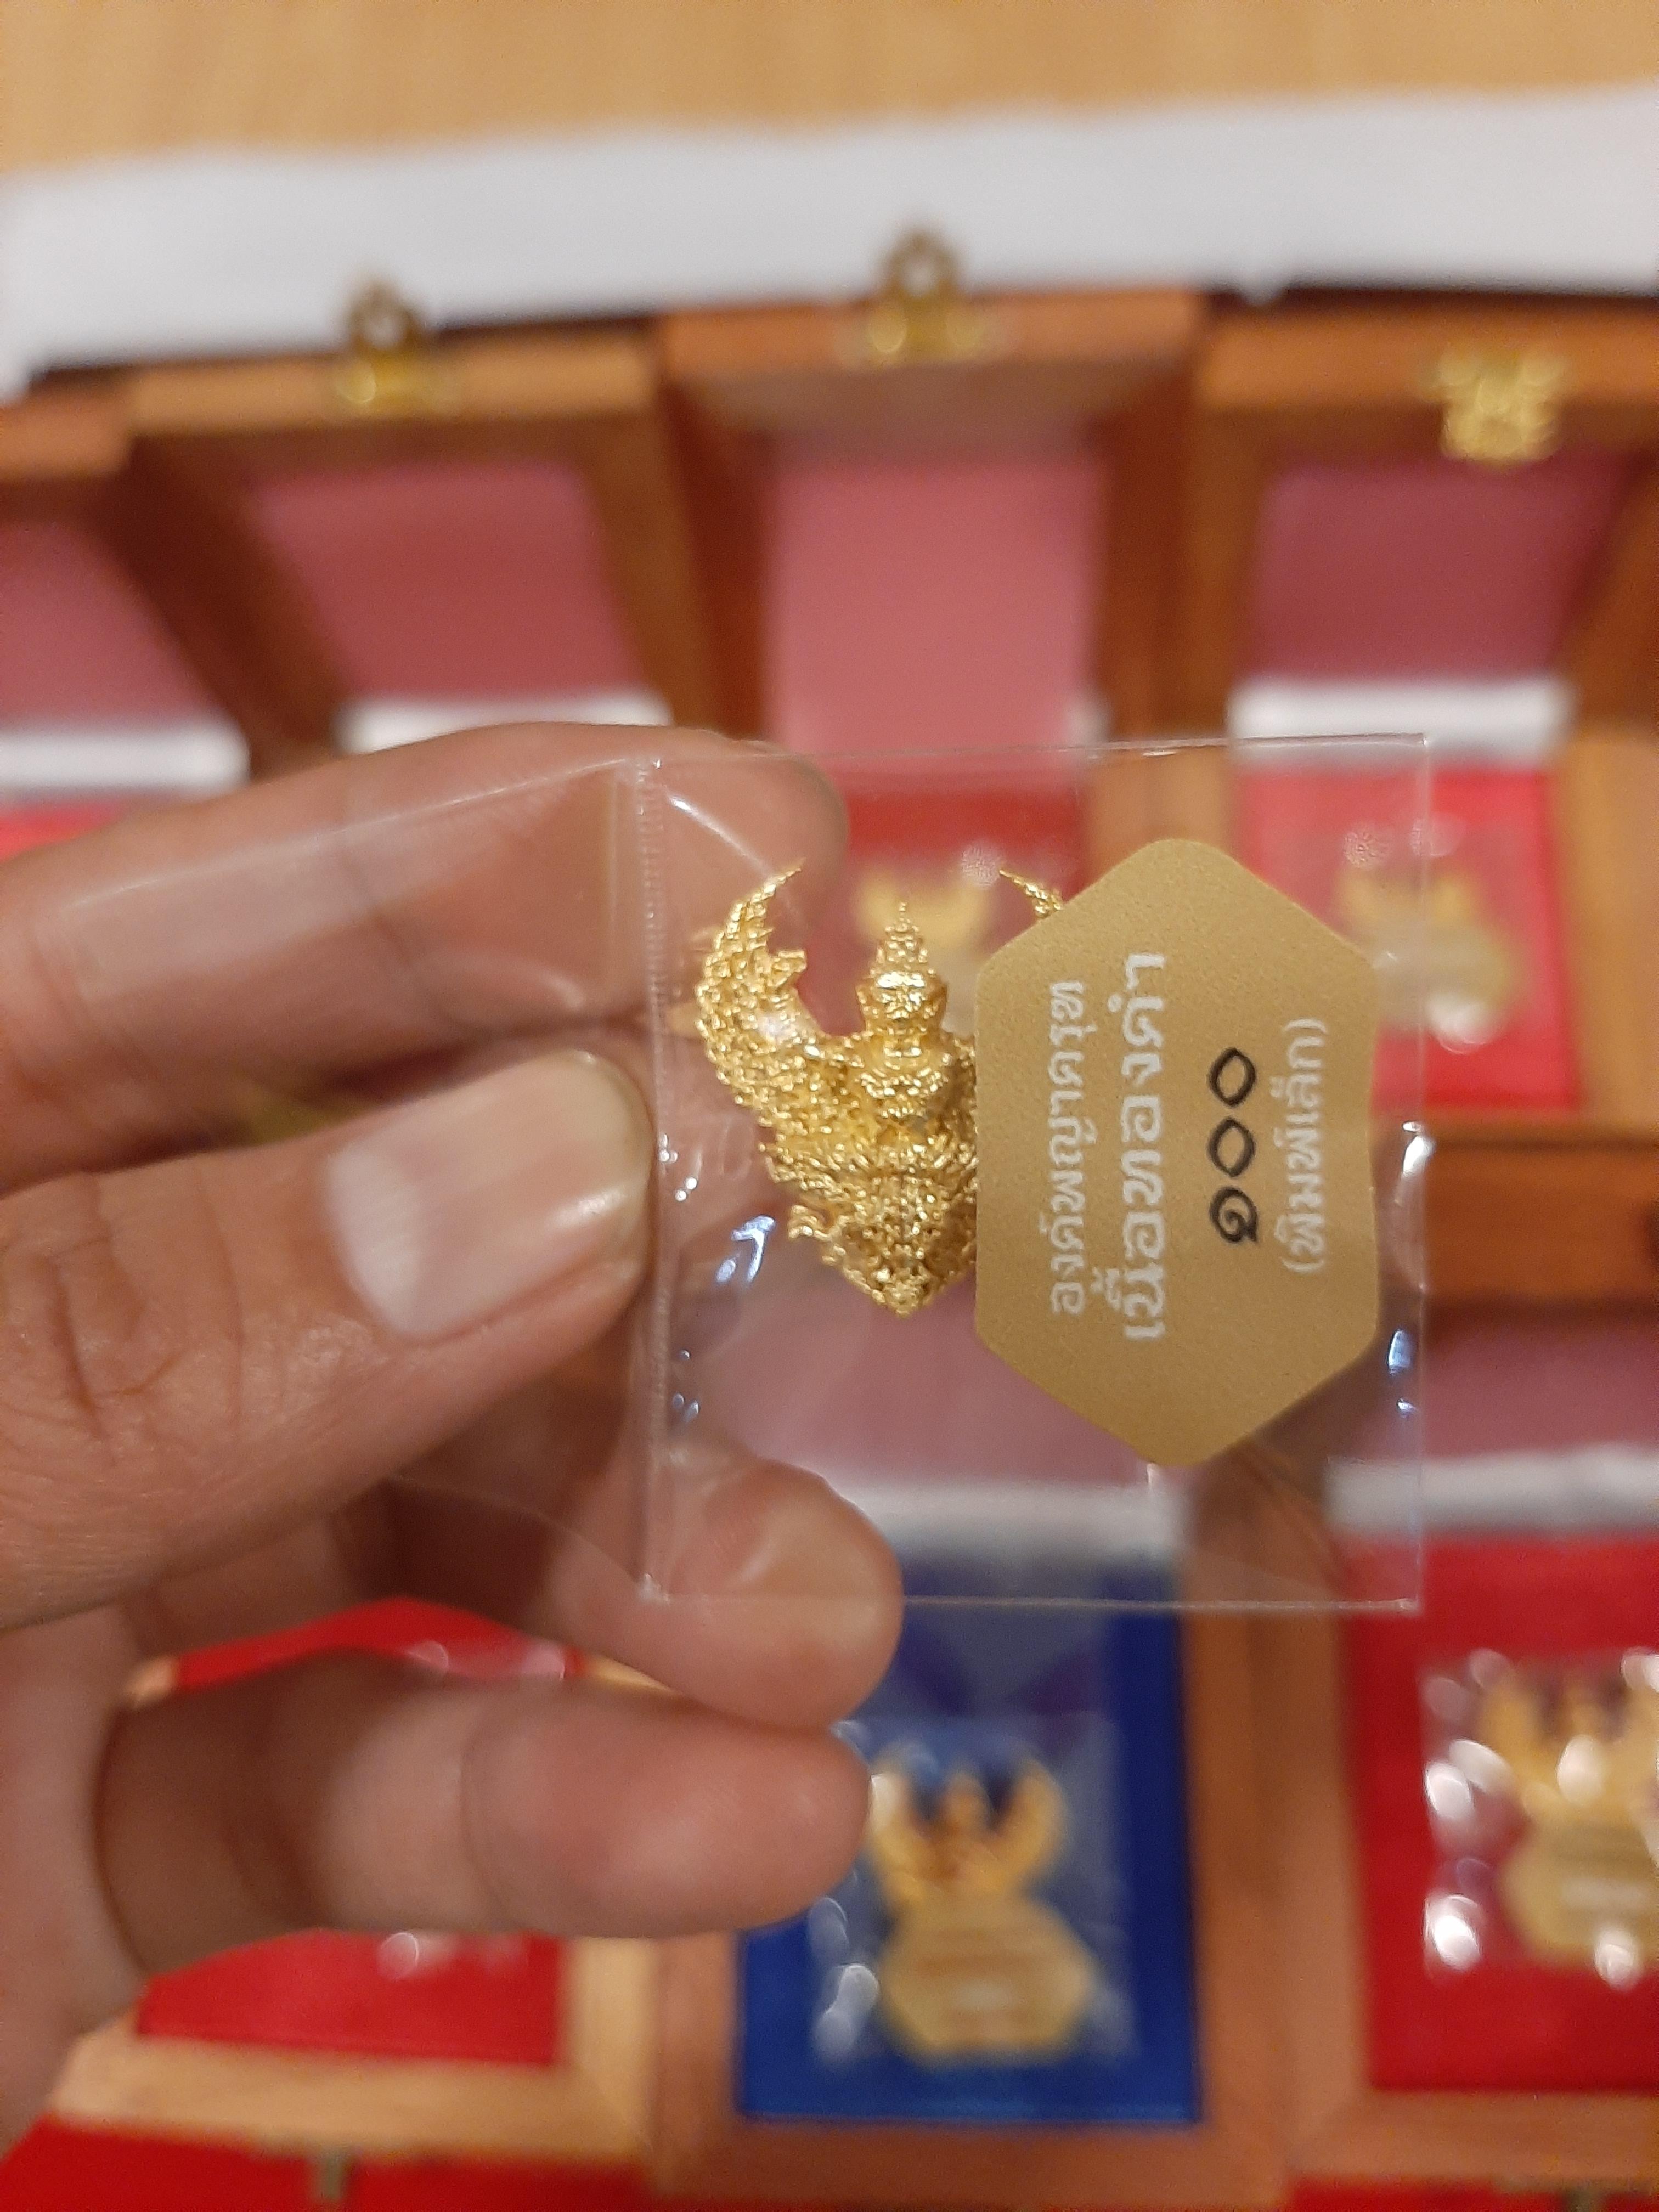 องค์พญาครุฑ
เนื้อทองคำ
๑๐๐
(พิมพ์เล็ก)